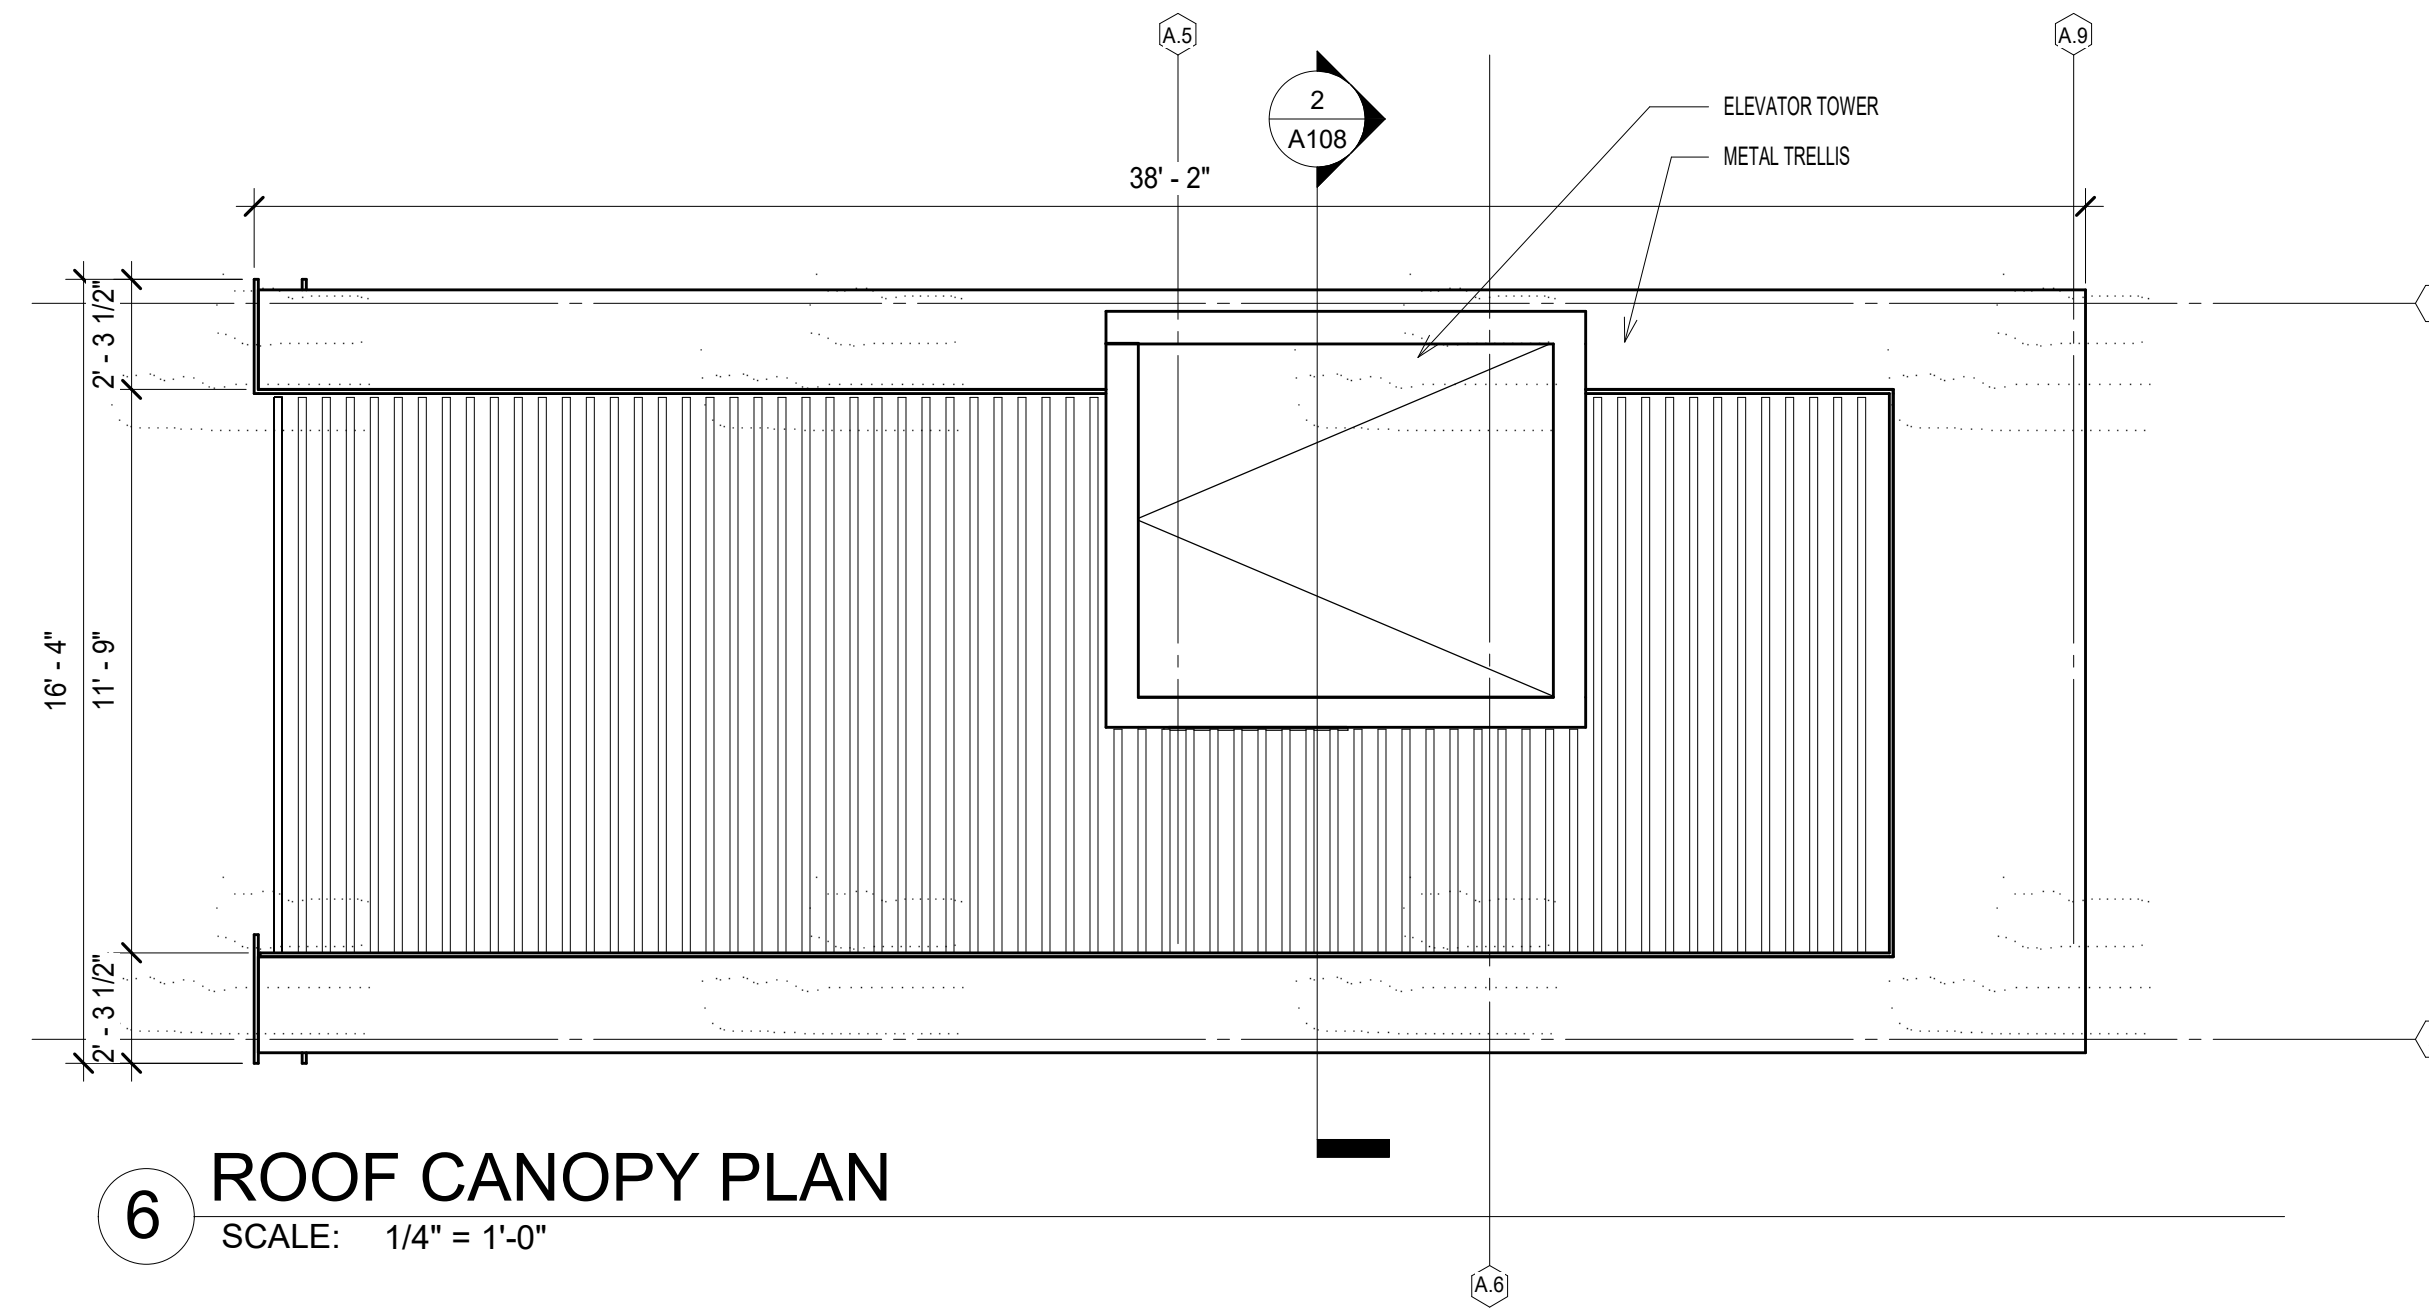 A.5
A.9
2
A108
ELEVATOR TOWER
METAL TRELLIS
38' - 2"
2' - 3 1/2"
16' - 4"
11' - 9"
2' - 3 1/2"
6
ROOF CANOPY PLAN
SCALE: 1/4" = 1'-0"
A.6